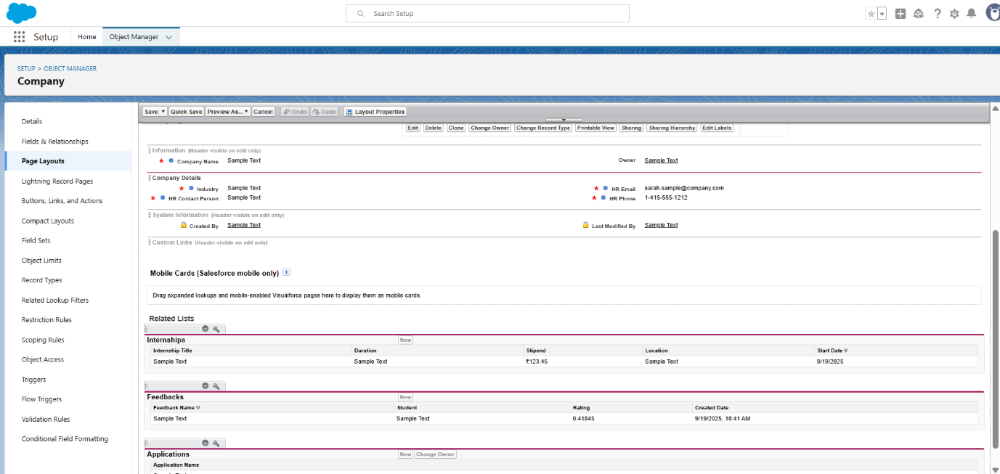 Search Setup
Setup
Home
Object Manager
SETUP > OBJECT MANAGER
Company
Details
Fields & Relationships
Page Layouts
Lightning Record Pages
Buttons, Links, and Actions
Compact Layouts
Field Sets
Object Limits
Record Types
Related Lookup Filters
Restriction Rules
Scoping Rules
Object Access
Triggers
Flow Triggers
Validation Rules
Conditional Field Formatting
Save Quick Save Preview As... Cancel Undo Redo Layout Properties
Edit Delete Clone Change Owner Change Record Type Printable View Sharing Sharing Hierarchy Edit Labels
Information (Header visible on edit only)
* Company Name Sample Text Owner Sample Text
Company Details
* Industry Sample Text * HR Email sarah.sample@company.com
* HR Contact Person Sample Text * HR Phone 1-415-555-1212
System Information (Header visible on edit only)
Created By Sample Text Last Modified By Sample Text
Custom Links (Header visible on edit only)
Mobile Cards (Salesforce mobile only) i
Drag expanded lookups and mobile-enabled Visualforce pages here to display them as mobile cards.
Related Lists
Internships New
Internship Title Duration Stipend Location Start Date
Sample Text Sample Text ₹123.45 Sample Text 9/19/2025
Feedbacks New
Feedback Name Student Rating Created Date
Sample Text Sample Text 0.41845 9/19/2025, 10:41 AM
Applications New Change Owner
Application Name